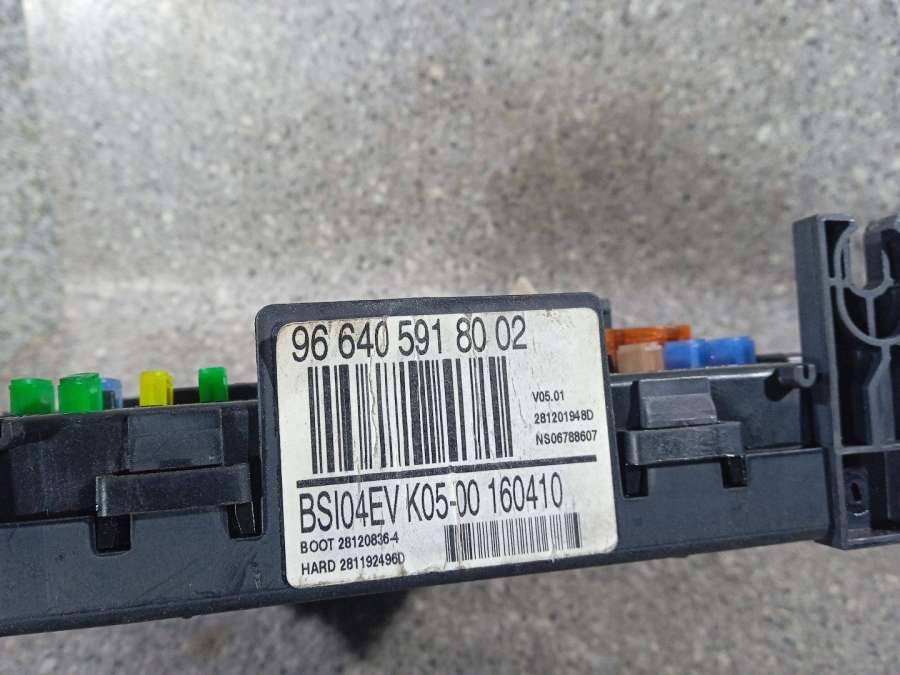 96 640 591 80 02
V05.01
281201948D
NS06788607
BSI04EV K05-00 160410
BOOT 28120836-4
HARD 281192496D